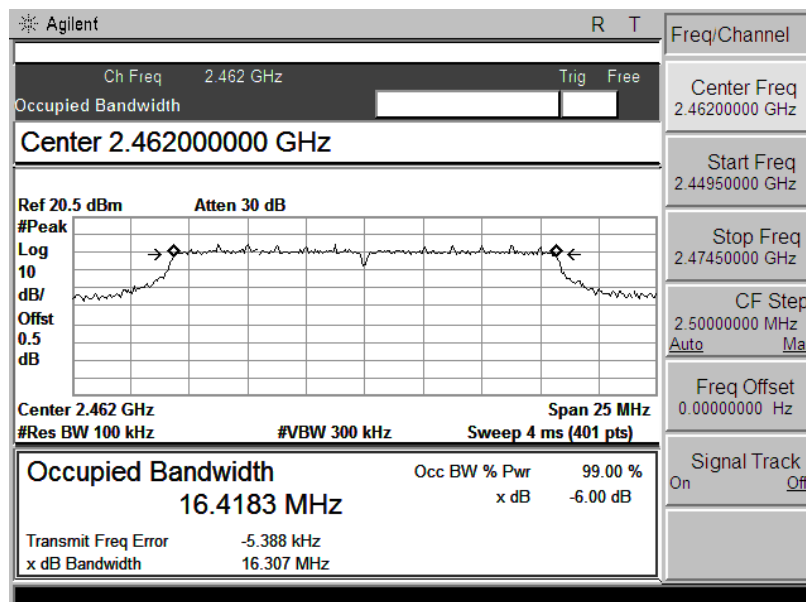 Agilent R T
Ch Freq 2.462 GHz Trig Free
Occupied Bandwidth
Center 2.462000000 GHz
Ref 20.5 dBm Atten 30 dB
#Peak
Log
10
dB/
Offst
0.5
dB
Center 2.462 GHz Span 25 MHz
#Res BW 100 kHz #VBW 300 kHz Sweep 4 ms (401 pts)
Occupied Bandwidth Occ BW % Pwr 99.00 %
16.4183 MHz x dB -6.00 dB
Transmit Freq Error -5.388 kHz
x dB Bandwidth 16.307 MHz
Freq/Channel
Center Freq
2.46200000 GHz
Start Freq
2.44950000 GHz
Stop Freq
2.47450000 GHz
CF Step
2.50000000 MHz
Auto Ma
Freq Offset
0.00000000 Hz
Signal Track
On Off